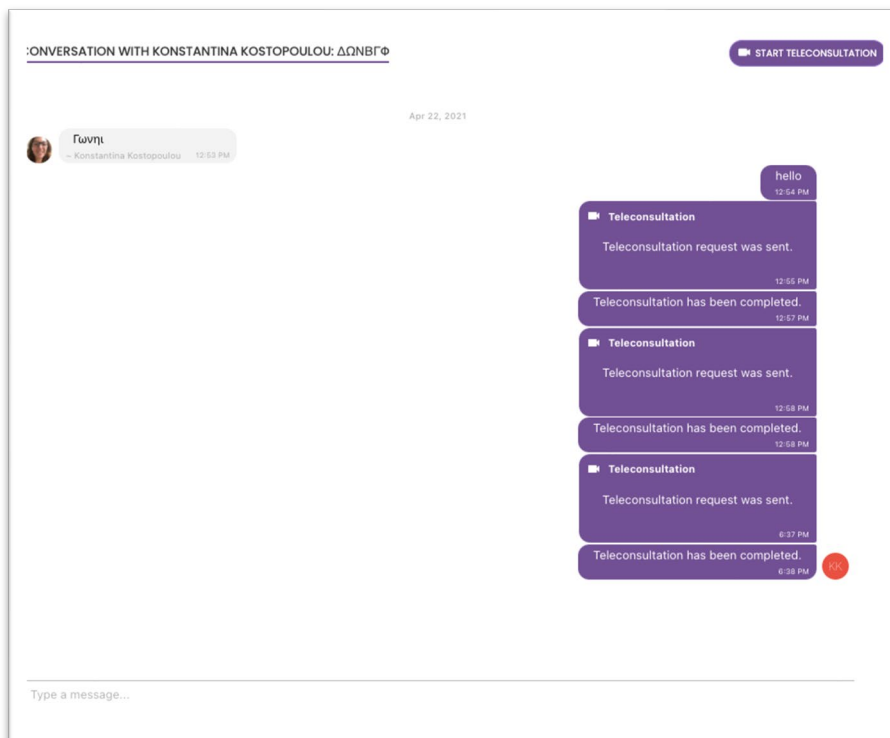 :ONVERSATION WITH KONSTANTINA KOSTOPOULOU: ΔΩΝΒΓΦ
START TELECONSULTATION
Apr 22, 2021
Γωνηι
– Konstantina Kostopoulou 12:53 PM
hello
12:54 PM
Teleconsultation
Teleconsultation request was sent.
12:55 PM
Teleconsultation has been completed.
12:57 PM
Teleconsultation
Teleconsultation request was sent.
12:58 PM
Teleconsultation has been completed.
12:58 PM
Teleconsultation
Teleconsultation request was sent.
6:37 PM
Teleconsultation has been completed.
6:38 PM
KK
Type a message...